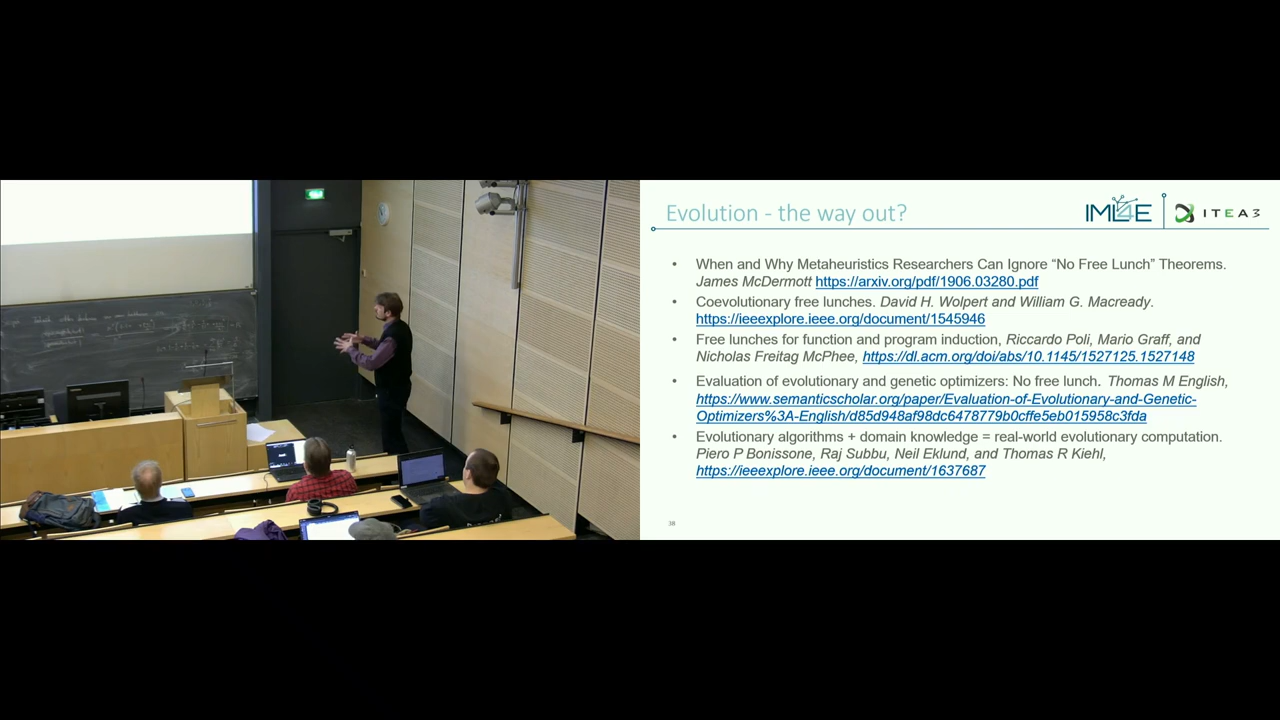 Evolution - the way out?
IML4E
ITEA3
• When and Why Metaheuristics Researchers Can Ignore “No Free Lunch” Theorems.
James McDermott https://arxiv.org/pdf/1906.03280.pdf
• Coevolutionary free lunches. David H. Wolpert and William G. Macready.
https://ieeexplore.ieee.org/document/1545946
• Free lunches for function and program induction, Riccardo Poli, Mario Graff, and
Nicholas Freitag McPhee, https://dl.acm.org/doi/abs/10.1145/1527125.1527148
• Evaluation of evolutionary and genetic optimizers: No free lunch. Thomas M English,
https://www.semanticscholar.org/paper/Evaluation-of-Evolutionary-and-Genetic-
Optimizers%3A-English/d85d948af98dc6478779b0cffe5eb015958c3fda
• Evolutionary algorithms + domain knowledge = real-world evolutionary computation.
Piero P Bonissone, Raj Subbu, Neil Eklund, and Thomas R Kiehl,
https://ieeexplore.ieee.org/document/1637687
38